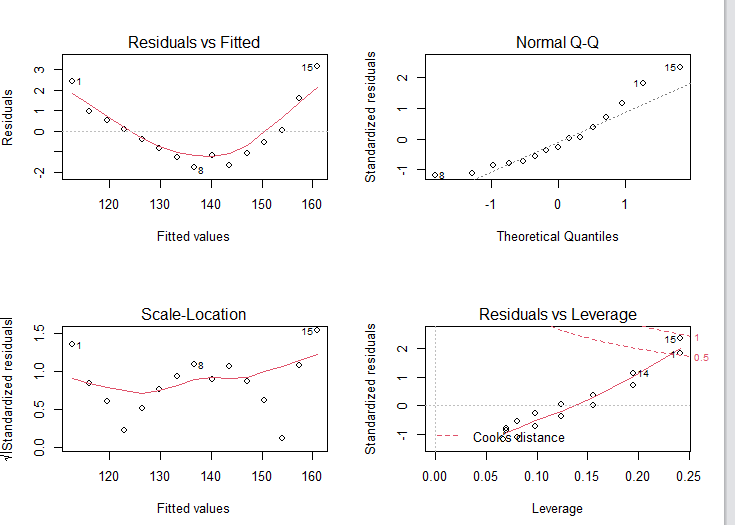 Residuals vs Fitted
Residuals
3
2
1
0
-2
1
8
15
120 130 140 150 160
Fitted values
Normal Q-Q
Standardized residuals
2
1
0
-1
8
1
15
-1 0 1
Theoretical Quantiles
Scale-Location
√|Standardized residuals|
1.5
1.0
0.5
0.0
1
8
15
120 130 140 150 160
Fitted values
Residuals vs Leverage
Standardized residuals
2
1
0
-1
15
1
14
1
0.5
Cook's distance
0.00 0.05 0.10 0.15 0.20 0.25
Leverage